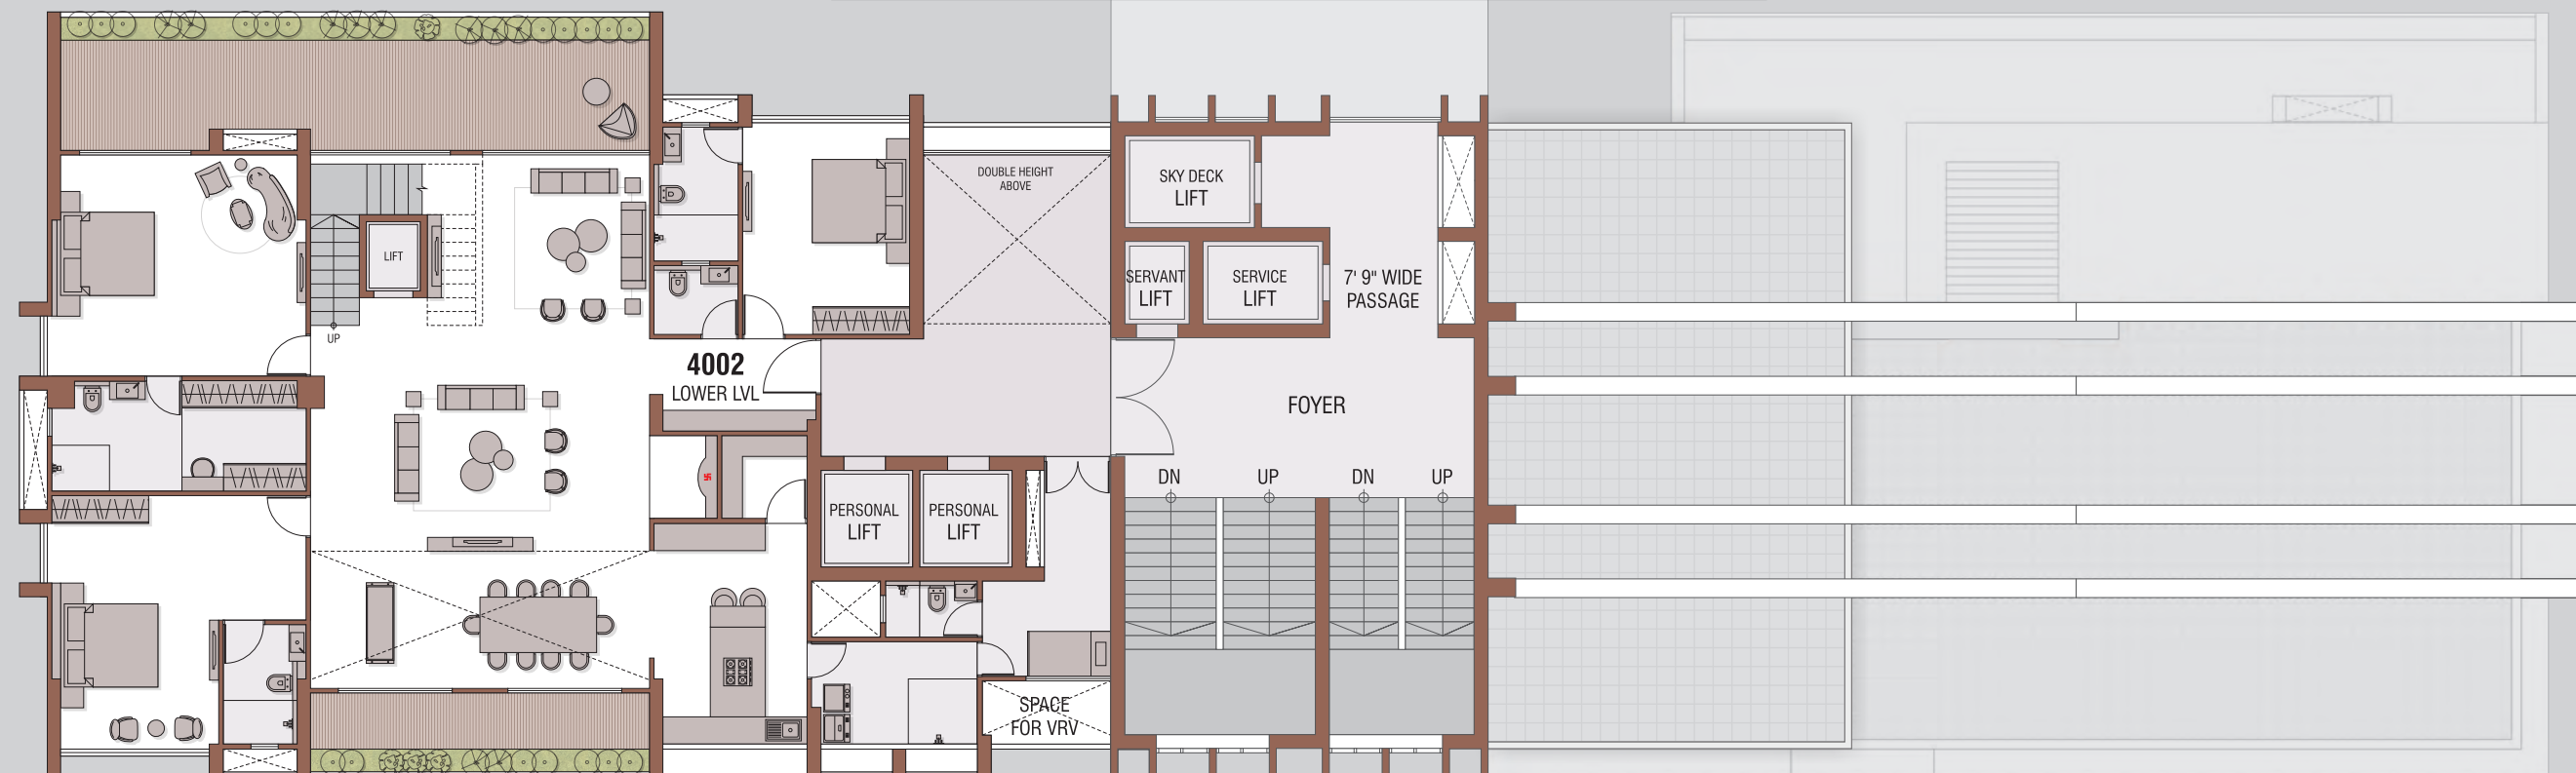 DOUBLE HEIGHT
ABOVE
SKY DECK
LIFT
LIFT
SERVANT
LIFT
SERVICE
LIFT
7' 9" WIDE
PASSAGE
UP
4002
LOWER LVL
FOYER
DN
UP
DN
UP
PERSONAL
LIFT
PERSONAL
LIFT
SPACE
FOR VRV